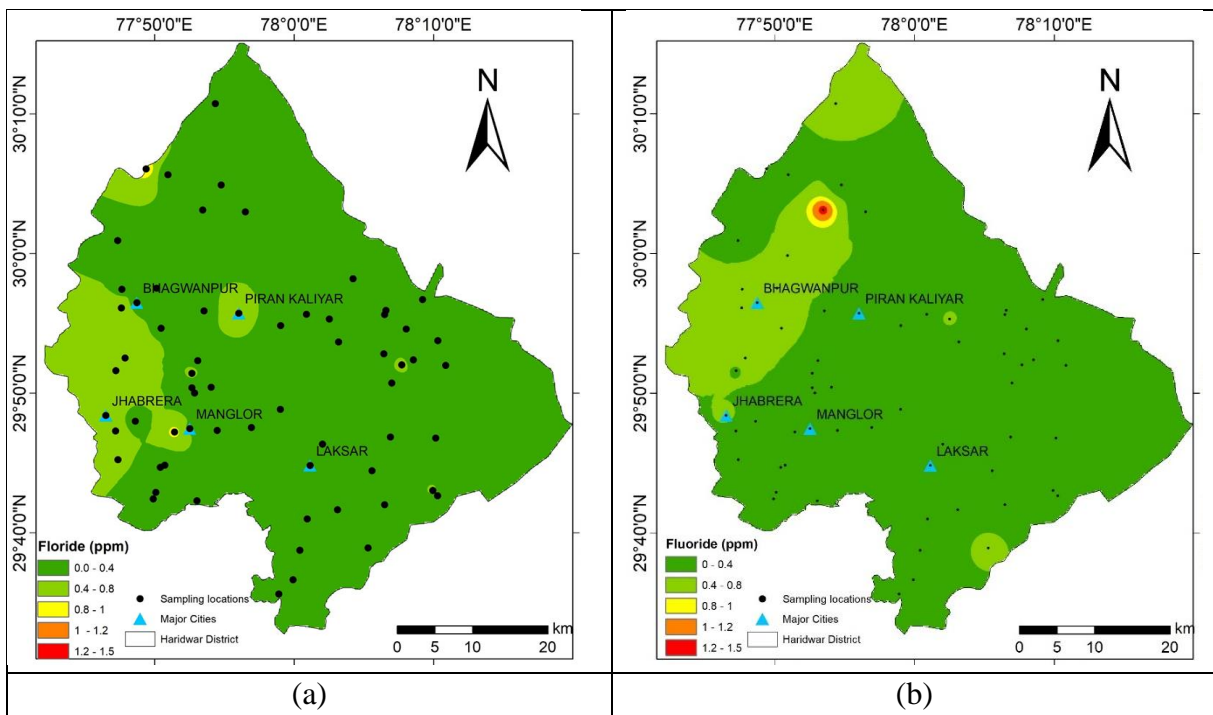 77°50'0"E 78°0'0"E 78°10'0"E
30°10'0"N
30°0'0"N
29°50'0"N
29°40'0"N
N
BHAGWANPUR
PIRAN KALIYAR
JHABRERA
MANGLOR
LAKSAR
Floride (ppm)
0.0 - 0.4
0.4 - 0.8
0.8 - 1
1 - 1.2
1.2 - 1.5
Sampling locations
Major Cities
Haridwar District
km
0 5 10 20
(a)
77°50'0"E 78°0'0"E 78°10'0"E
30°10'0"N
30°0'0"N
29°50'0"N
29°40'0"N
N
BHAGWANPUR
PIRAN KALIYAR
JHABRERA
MANGLOR
LAKSAR
Fluoride (ppm)
0 - 0.4
0.4 - 0.8
0.8 - 1
1 - 1.2
1.2 - 1.5
Sampling locations
Major Cities
Haridwar District
km
0 5 10 20
(b)